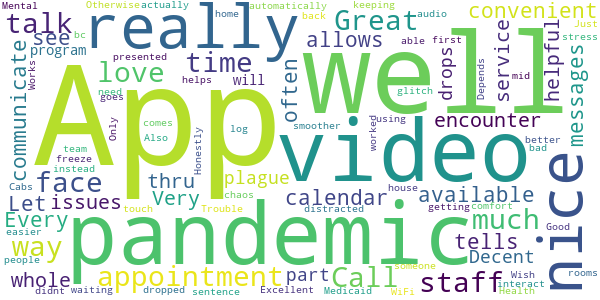 Mental
Otherwise
actually
home
automatically
back
keeping
audio
talk
really
Great
convenient
see
program
bc
presented
allows
able
first
Just
stress
communicate
Works
love
time
often
drops
Depends
service
helpful
messages
App
well
need
helps
will
glitch
mid
goes
Only
comes
Also
Honestly
log
smoother
worked
using
encounter
better
bad
team
freeze
instead
video
face
thru
plague
Cabs
Let
issues
Very
chaos
calendar
house
available
nice
easier
Every
touch
Trouble
distracted
getting
comfort
Good
people
way
pandemic
much
tells
Decent
whole
appointment
part
Call
someone
staff
Wish
rooms
interact
didnt
waiting
dropped
sentence
Excellent
Medicaid
WiFi
Health